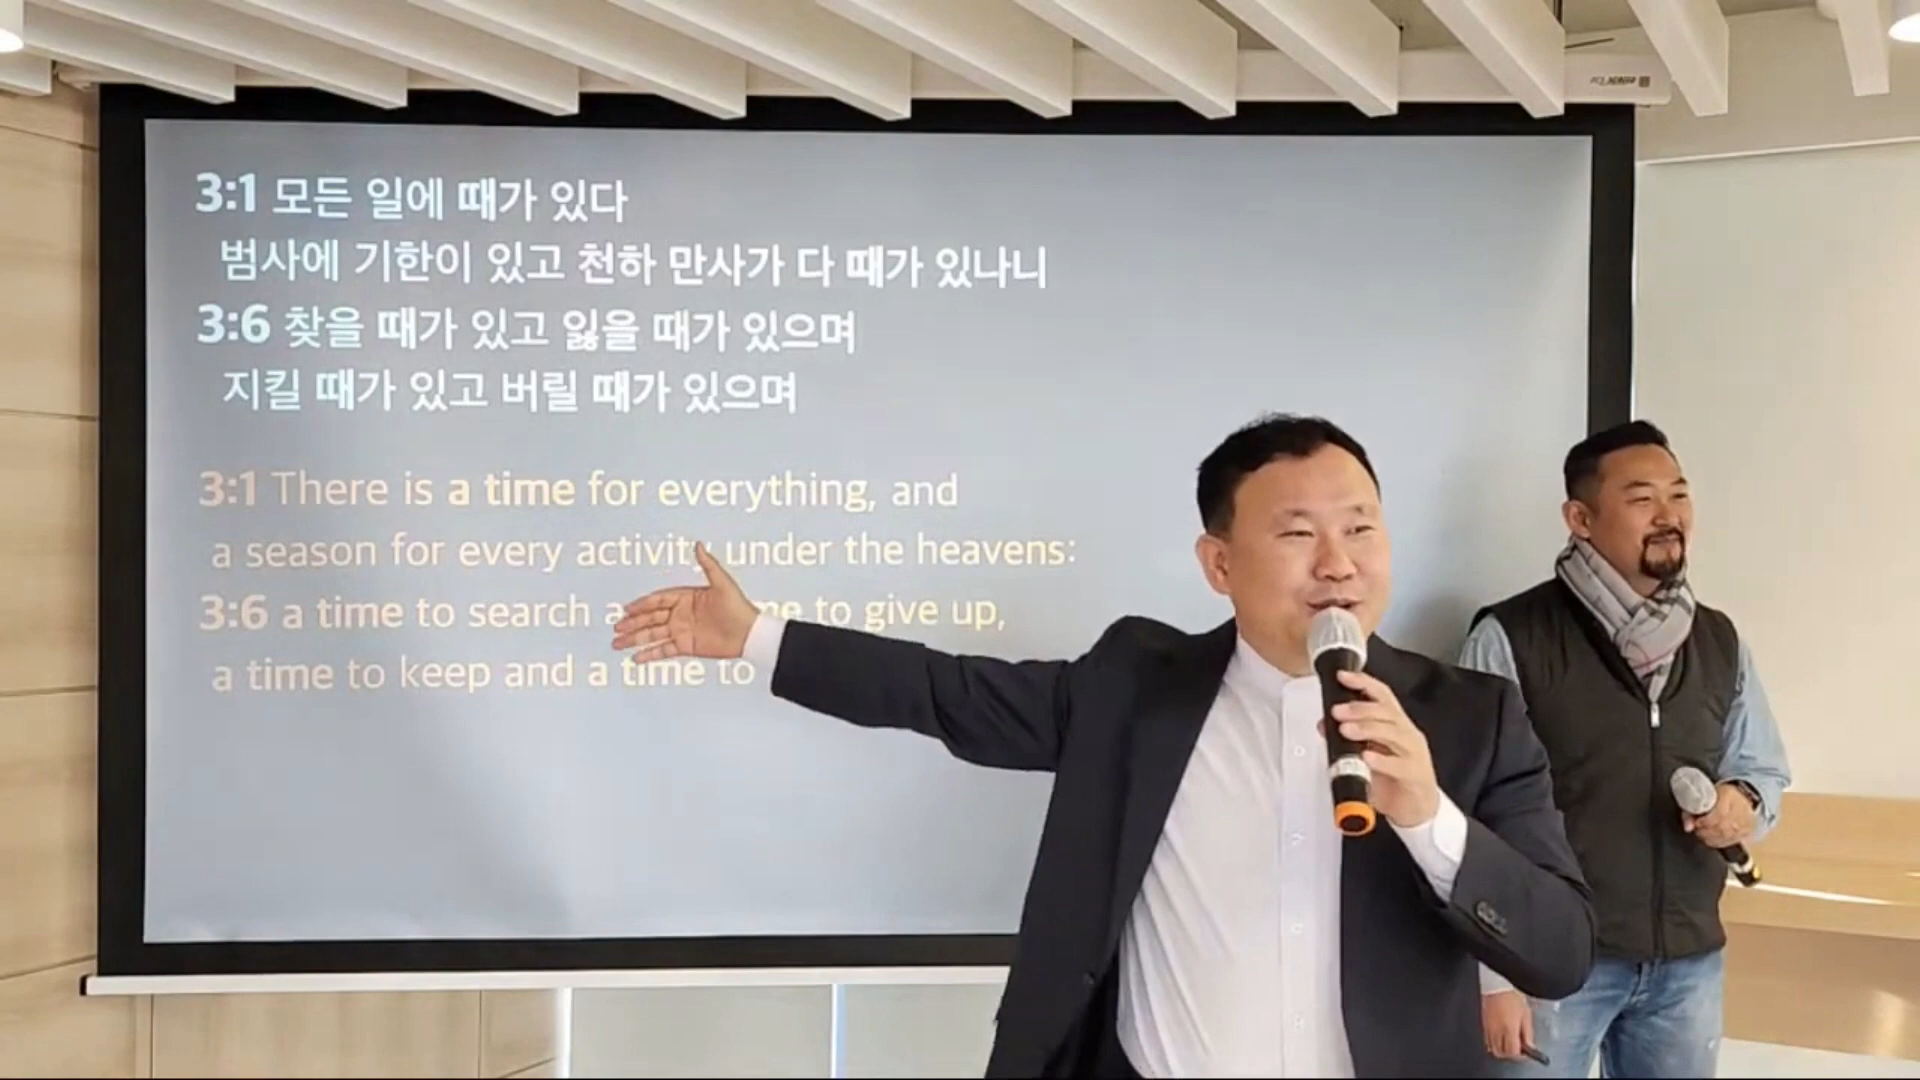 3:1 모든 일에 때가 있다
범사에 기한이 있고 천하 만사가 다 때가 있나니
3:6 찾을 때가 있고 잃을 때가 있으며
지킬 때가 있고 버릴 때가 있으며
3:1 There is a time for everything, and
a season for every activity under the heavens:
3:6 a time to search to give up,
a time to keep and a time to